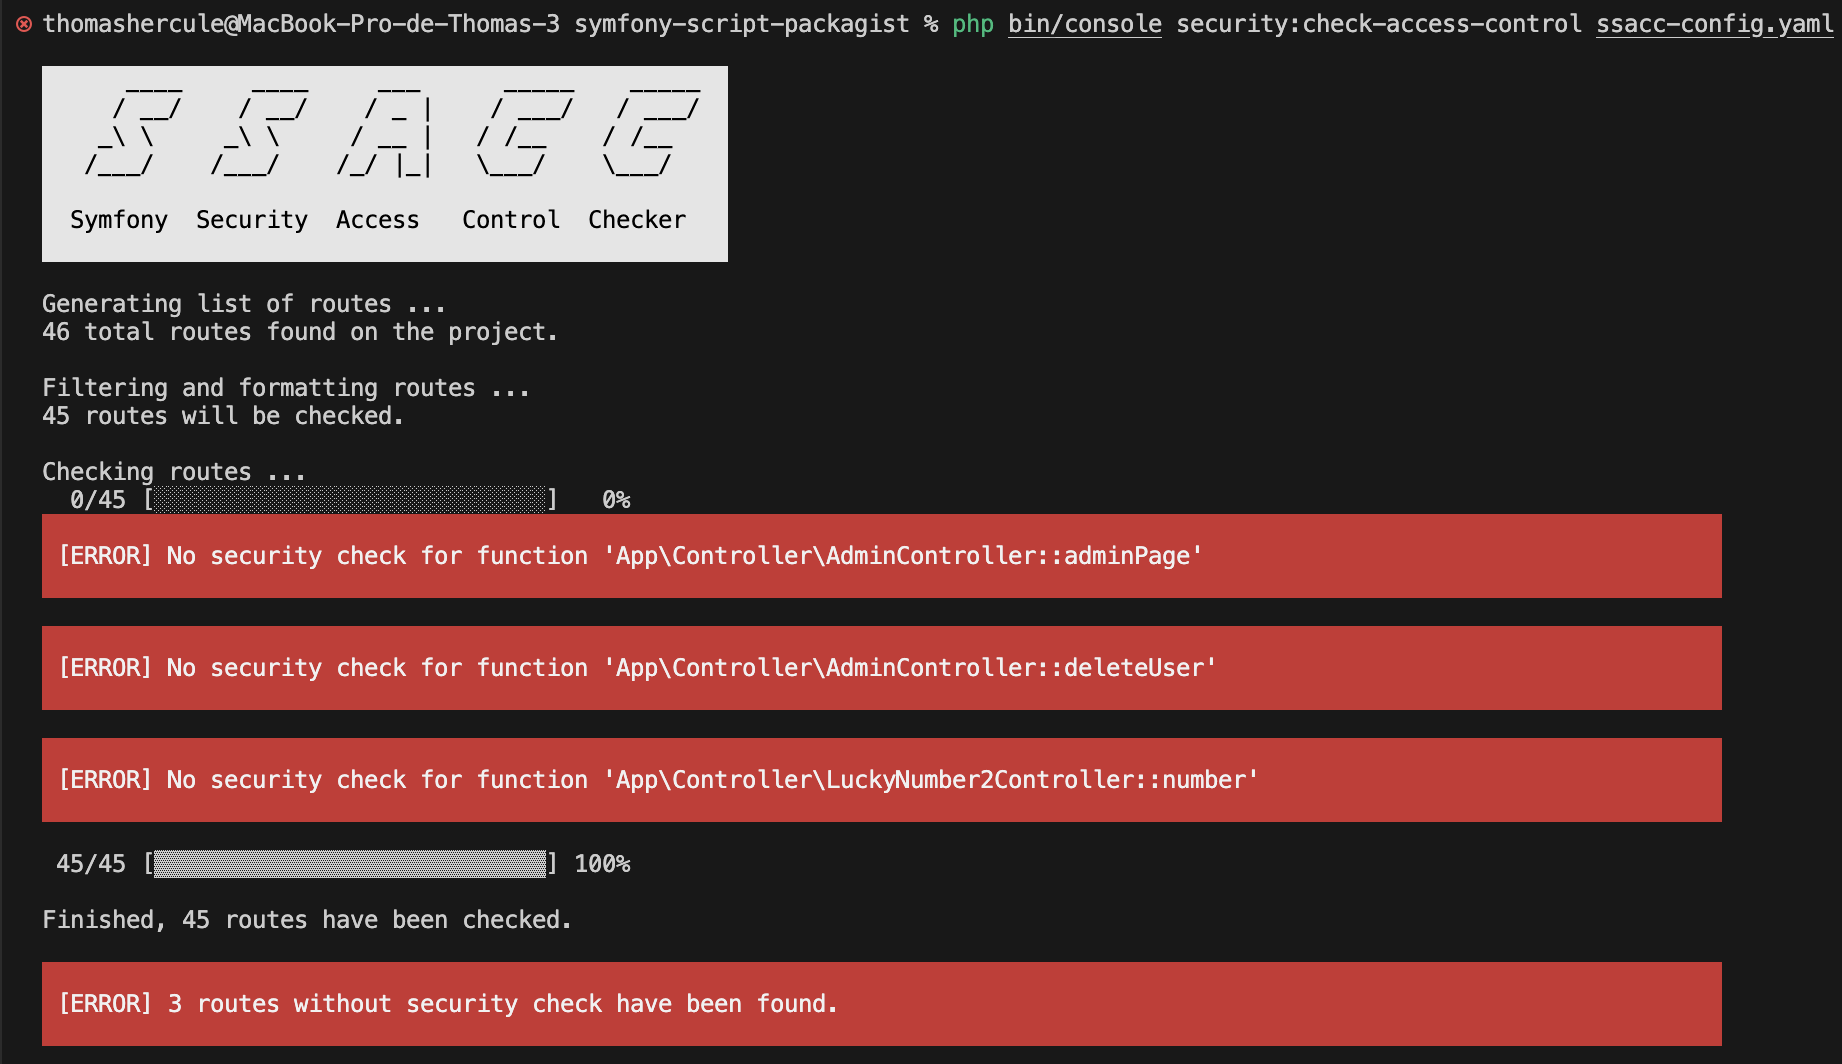 thomashercule@MacBook-Pro-de-Thomas-3 symfony-script-packagist % php bin/console security:check-access-control ssacc-config.yaml
SSACC
Symfony Security Access Control Checker
Generating list of routes ...
46 total routes found on the project.
Filtering and formatting routes ...
45 routes will be checked.
Checking routes ...
0/45 [░░░░░░░░░░░░░░░░░░░░░░░░░░░░] 0%
[ERROR] No security check for function 'App\Controller\AdminController::adminPage'
[ERROR] No security check for function 'App\Controller\AdminController::deleteUser'
[ERROR] No security check for function 'App\Controller\LuckyNumber2Controller::number'
45/45 [▓▓▓▓▓▓▓▓▓▓▓▓▓▓▓▓▓▓▓▓▓▓▓▓▓▓▓▓] 100%
Finished, 45 routes have been checked.
[ERROR] 3 routes without security check have been found.